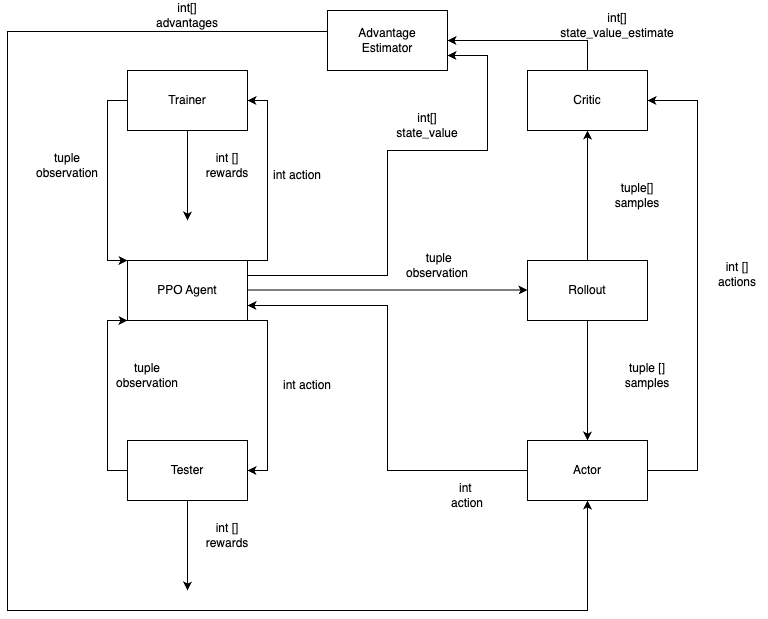 int[]
advantages
Advantage
Estimator
int[]
state_value_estimate
Trainer
Critic
int[]
state_value
tuple
observation
int []
rewards
int action
tuple[]
samples
tuple
observation
int []
actions
PPO Agent
Rollout
tuple
observation
int action
tuple []
samples
Tester
Actor
int
action
int []
rewards